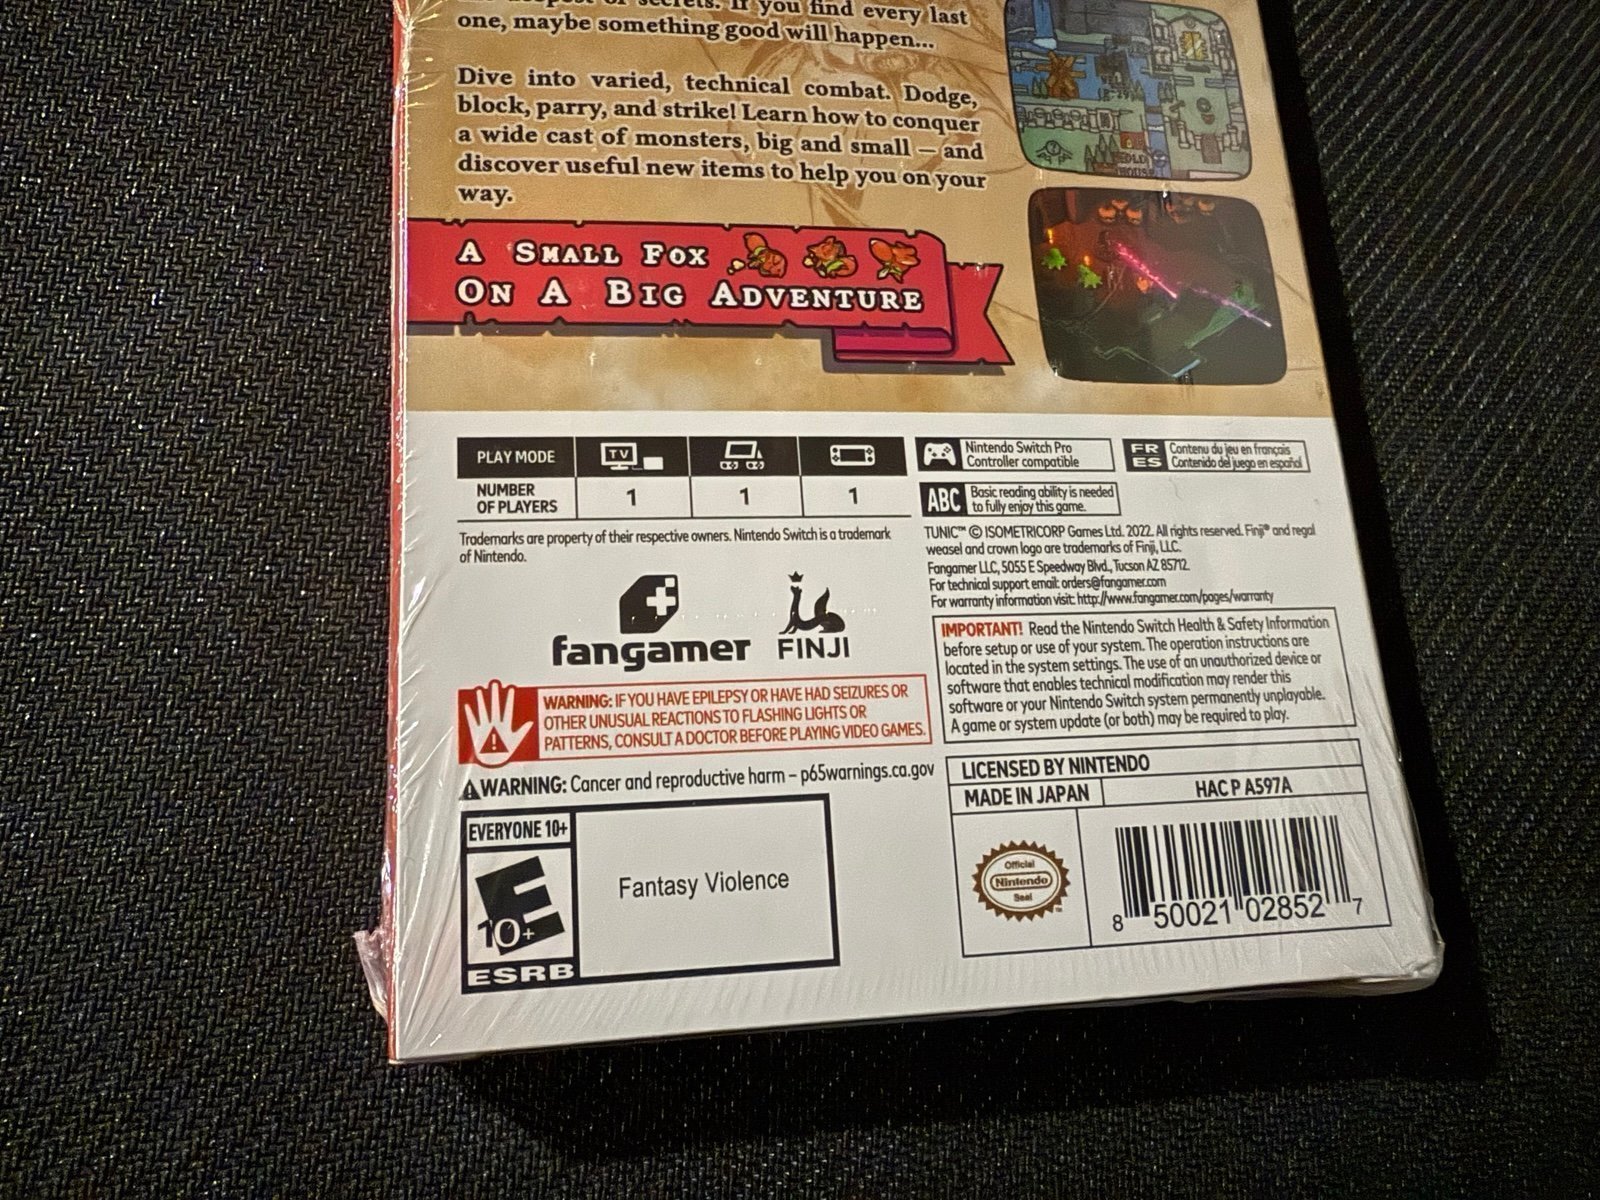 secrets. If you find every last
one, maybe something good will happen...
Dive into varied, technical combat. Dodge,
block, parry, and strike! Learn how to conquer
a wide cast of monsters, big and small — and
discover useful new items to help you on your
way.
A SMALL FOX
ON A BIG ADVENTURE
PLAY MODE
TV
NUMBER
OF PLAYERS
1
1
1
Nintendo Switch Pro
Controller compatible
FR
ES
Contenu du jeu en français
Contenido del juego en español
ABC
Basic reading ability is needed
to fully enjoy this game.
Trademarks are property of their respective owners. Nintendo Switch is a trademark
of Nintendo.
TUNIC™ © ISOMETRICORP Games Ltd. 2022. All rights reserved. Finji® and regal
weasel and crown logo are trademarks of Finji, LLC.
Fangamer LLC, 5055 E Speedway Blvd., Tucson AZ 85712.
For technical support email: orders@fangamer.com
For warranty information visit: http://www.fangamer.com/pages/warranty
fangamer
FINJI
IMPORTANT! Read the Nintendo Switch Health & Safety Information
before setup or use of your system. The operation instructions are
located in the system settings. The use of an unauthorized device or
software that enables technical modification may render this
software or your Nintendo Switch system permanently unplayable.
A game or system update (or both) may be required to play.
WARNING: IF YOU HAVE EPILEPSY OR HAVE HAD SEIZURES OR
OTHER UNUSUAL REACTIONS TO FLASHING LIGHTS OR
PATTERNS, CONSULT A DOCTOR BEFORE PLAYING VIDEO GAMES.
WARNING: Cancer and reproductive harm – p65warnings.ca.gov
LICENSED BY NINTENDO
MADE IN JAPAN
HAC P A597A
EVERYONE 10+
E
10+
ESRB
Fantasy Violence
Official
Nintendo
Seal
8 50021 02852 7